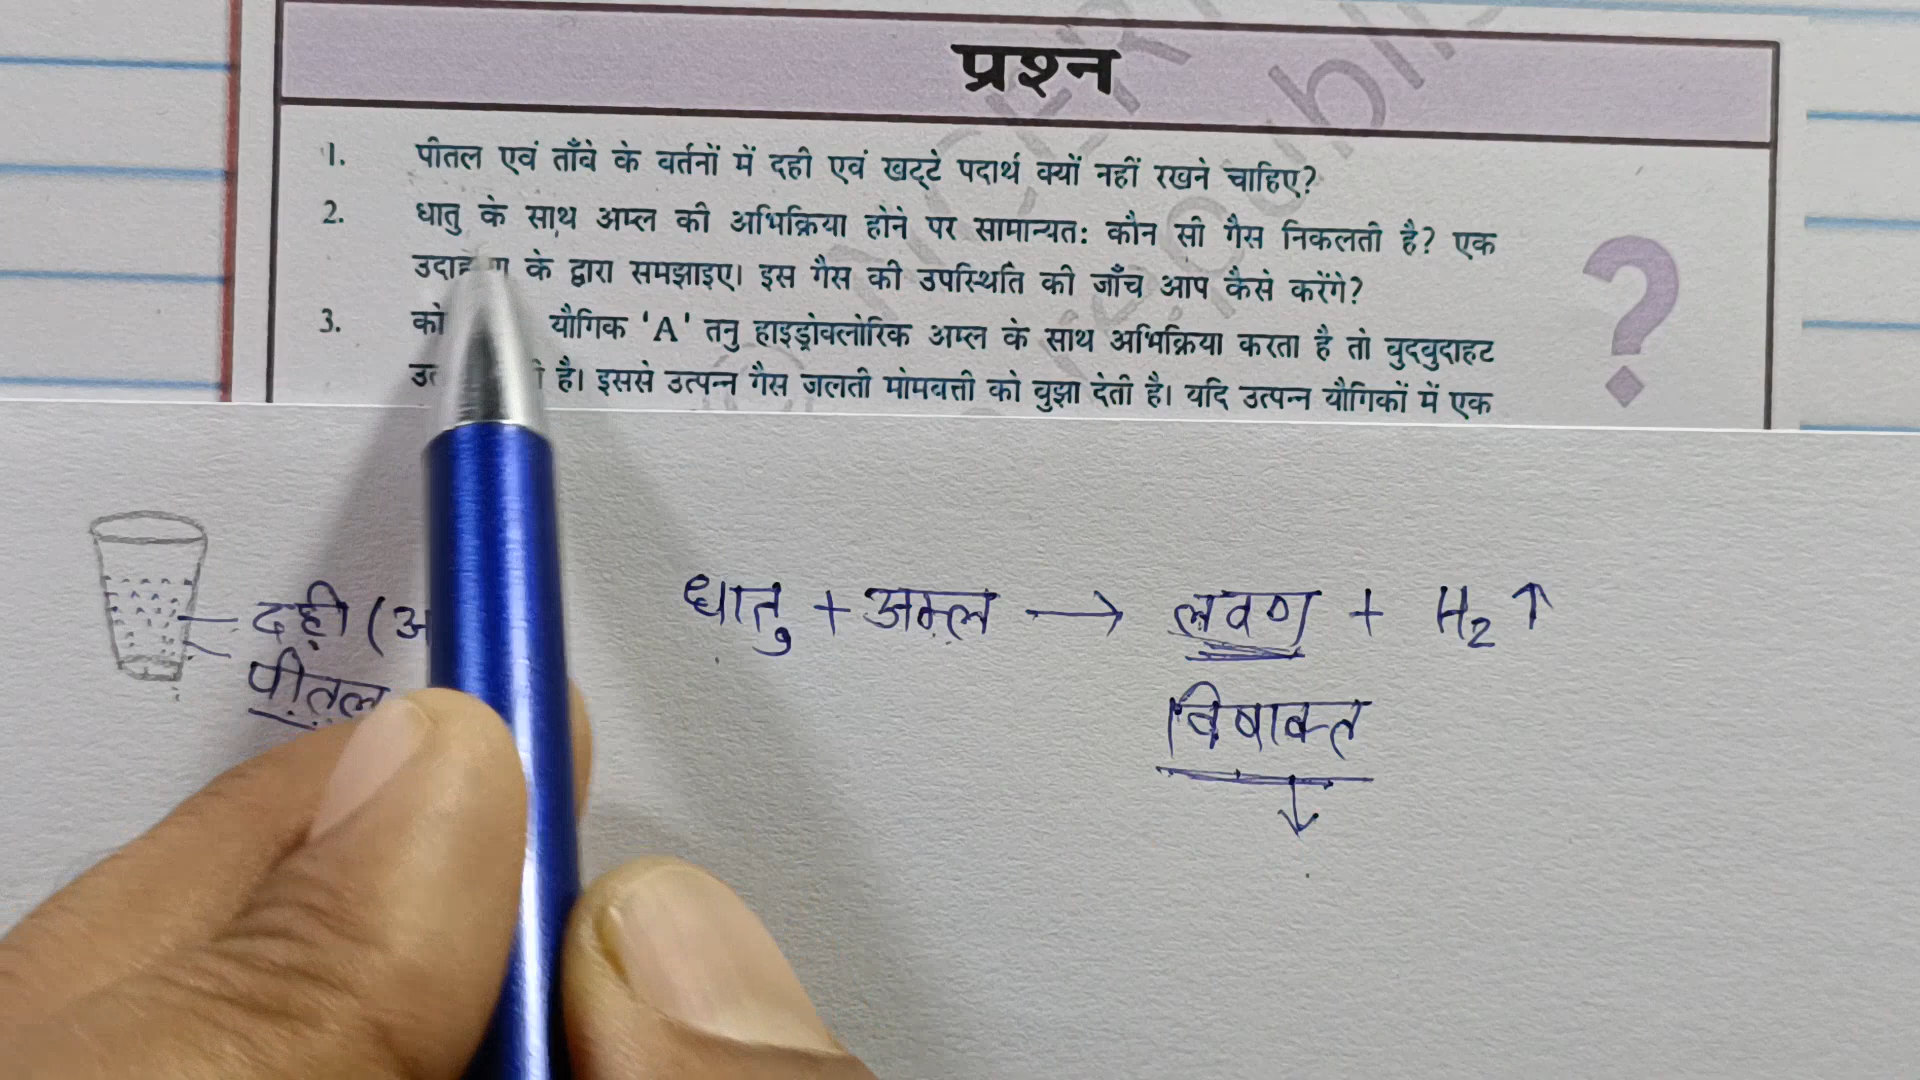 प्रश्न
1. पीतल एवं ताँबे के बर्तनों में दही एवं खट्टे पदार्थ क्यों नहीं रखने चाहिए?
2. धातु के साथ अम्ल की अभिक्रिया होने पर सामान्यतः कौन सी गैस निकलती है? एक
के द्वारा समझाइए। इस गैस की उपस्थिति की जाँच आप कैसे करेंगे?
3. यौगिक 'A' तनु हाइड्रोक्लोरिक अम्ल के साथ अभिक्रिया करता है तो बुदबुदाहट
है। इससे उत्पन्न गैस जलती मोमबत्ती को बुझा देती है। यदि उत्पन्न यौगिकों में एक
?
धातु + अम्ल → लवण + H₂ ↑
दही (अ
पीतल
विषाक्त
↓